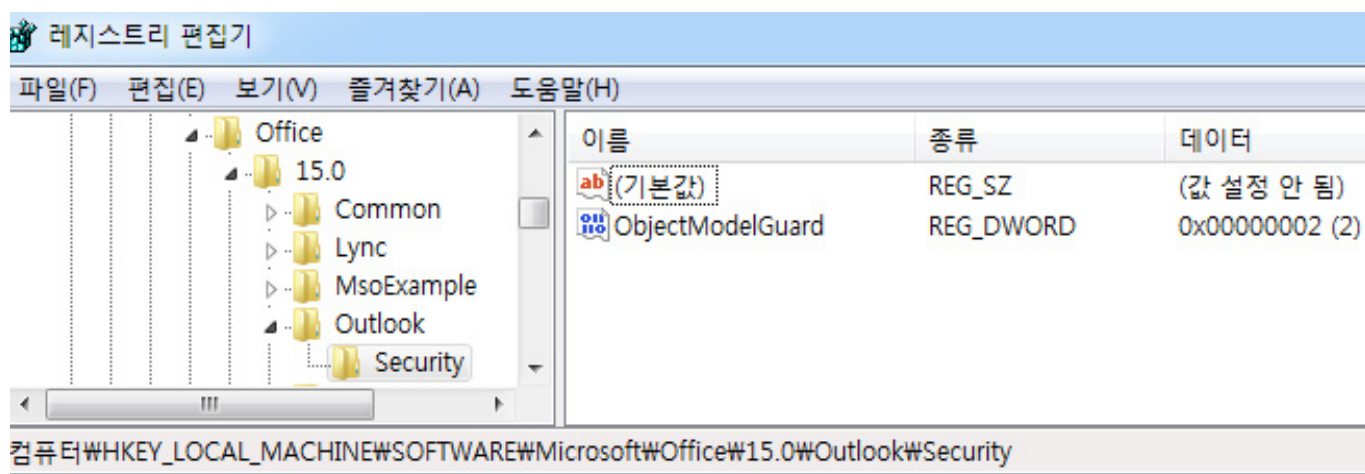 레지스트리 편집기
파일(F) 편집(E) 보기(V) 즐겨찾기(A) 도움말(H)
Office
15.0
Common
Lync
MsoExample
Outlook
Security
이름 종류 데이터
(기본값) REG_SZ (값 설정 안 됨)
ObjectModelGuard REG_DWORD 0x00000002 (2)
컴퓨터₩HKEY_LOCAL_MACHINE₩SOFTWARE₩Microsoft₩Office₩15.0₩Outlook₩Security